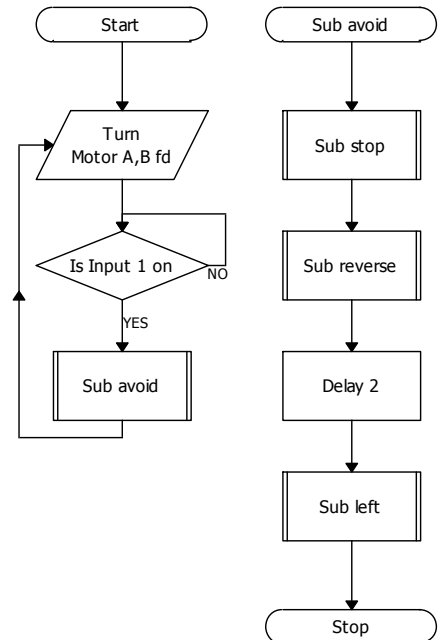 Start
Turn
Motor A,B fd
Is Input 1 on
NO
YES
Sub avoid
Sub avoid
Sub stop
Sub reverse
Delay 2
Sub left
Stop